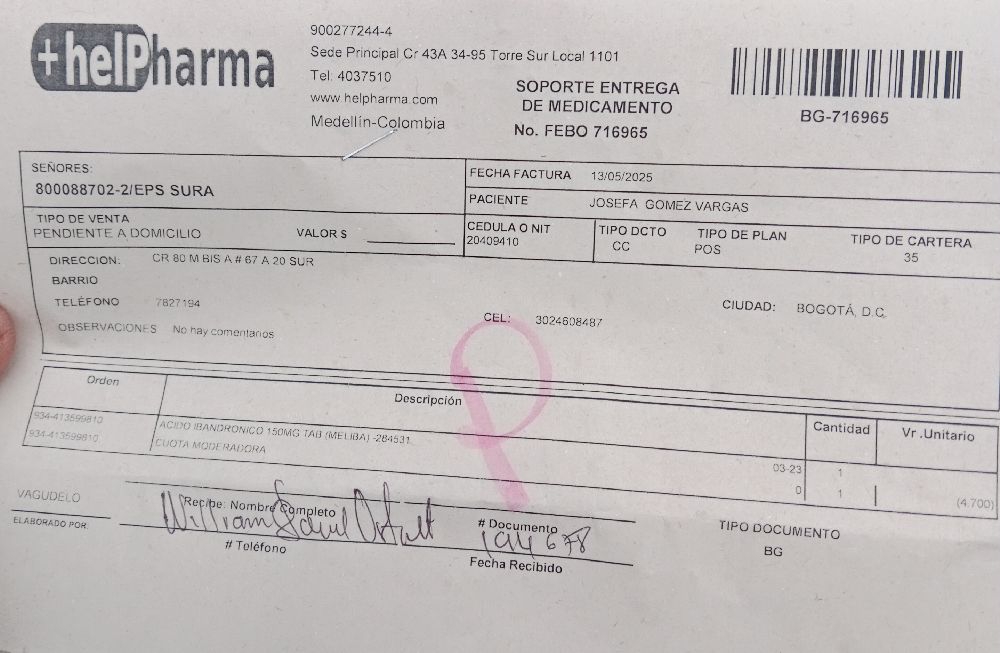 +helPharma
900277244-4
Sede Principal Cr 43A 34-95 Torre Sur Local 1101
Tel: 4037510
www.helpharma.com
Medellín-Colombia
SOPORTE ENTREGA
DE MEDICAMENTO
No. FEBO 716965
BG-716965
SEÑORES:
800088702-2/EPS SURA
FECHA FACTURA 13/05/2025
PACIENTE JOSEFA GOMEZ VARGAS
TIPO DE VENTA
PENDIENTE A DOMICILIO VALOR $
CEDULA O NIT
20409410
TIPO DCTO
CC
TIPO DE PLAN
POS
TIPO DE CARTERA
35
DIRECCION: CR 80 M BIS A # 67 A 20 SUR
BARRIO
TELÉFONO 7827194
CEL: 3024608487
CIUDAD: BOGOTÁ, D.C.
OBSERVACIONES No hay comentarios
Orden Descripción Cantidad Vr .Unitario
934-413599810 ACIDO IBANDRONICO 150MG TAB (MELIBA) -284531 03-23 1
934-413599810 CUOTA MODERADORA 0 1 (4.700)
P
VAGUDELO
ELABORADO POR:
Recibe: Nombre Completo
# Documento
William
# Teléfono
Fecha Recibido
TIPO DOCUMENTO
BG